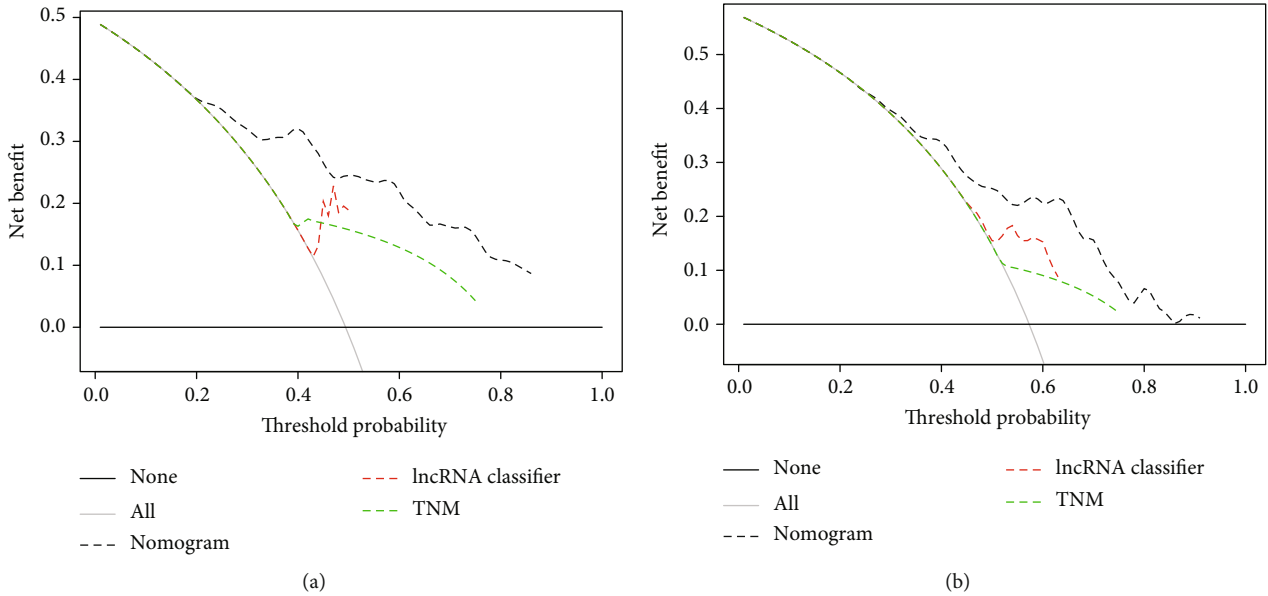 0.5
0.4
0.3
0.2
0.1
0.0
Net benefit
0.0 0.2 0.4 0.6 0.8 1.0
Threshold probability
None
All
Nomogram
lncRNA classifier
TNM
(a)
0.5
0.4
0.3
0.2
0.1
0.0
Net benefit
0.0 0.2 0.4 0.6 0.8 1.0
Threshold probability
None
All
Nomogram
lncRNA classifier
TNM
(b)